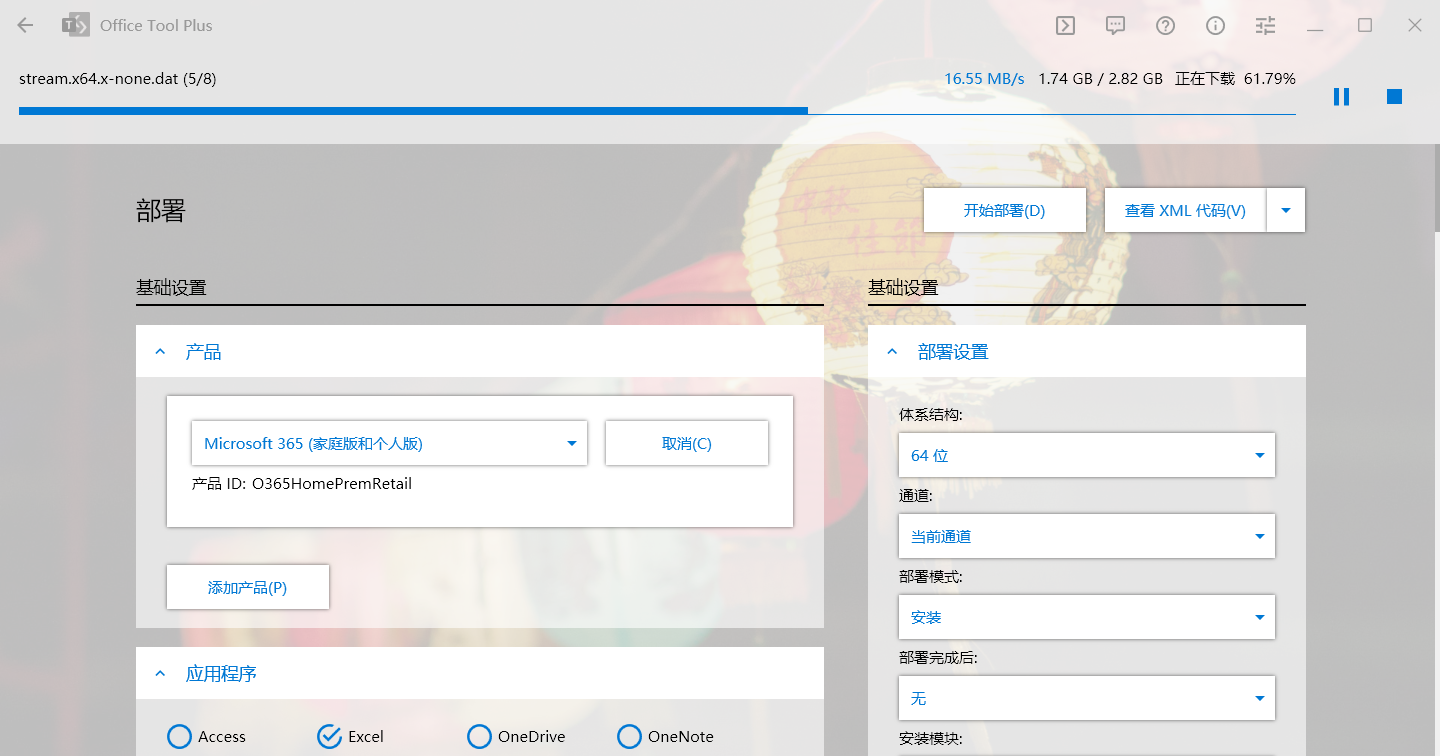 Office Tool Plus
stream.x64.x-none.dat (5/8)
16.55 MB/s 1.74 GB / 2.82 GB 正在下载 61.79%
部署
开始部署(D)
查看 XML 代码(V)
基础设置
基础设置
产品
Microsoft 365 (家庭版和个人版)
取消(C)
产品 ID: O365HomePremRetail
添加产品(P)
应用程序
Access Excel OneDrive OneNote
部署设置
体系结构:
64 位
通道:
当前通道
部署模式:
安装
部署完成后:
无
安装模块:
中秋
佳節